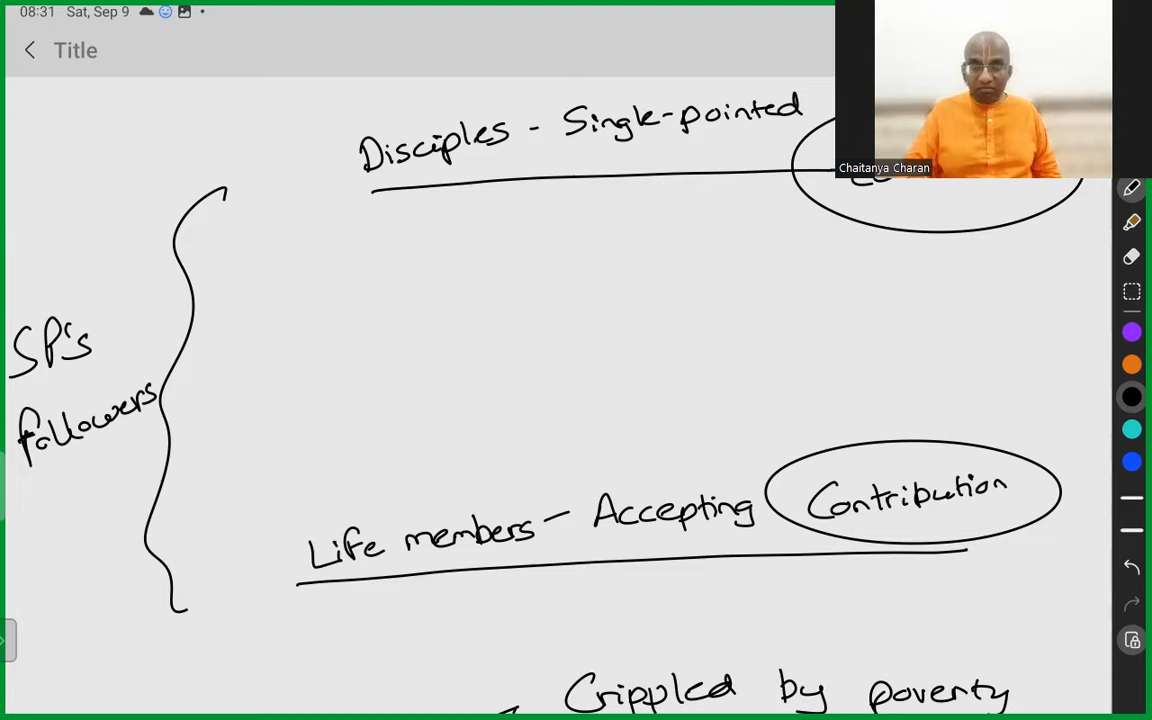 08:31 Sat, Sep 9
Title
Chaitanya Charan
Disciples - Single-pointed
SP's
followers
Life members - Accepting Contribution
Crippled by poverty